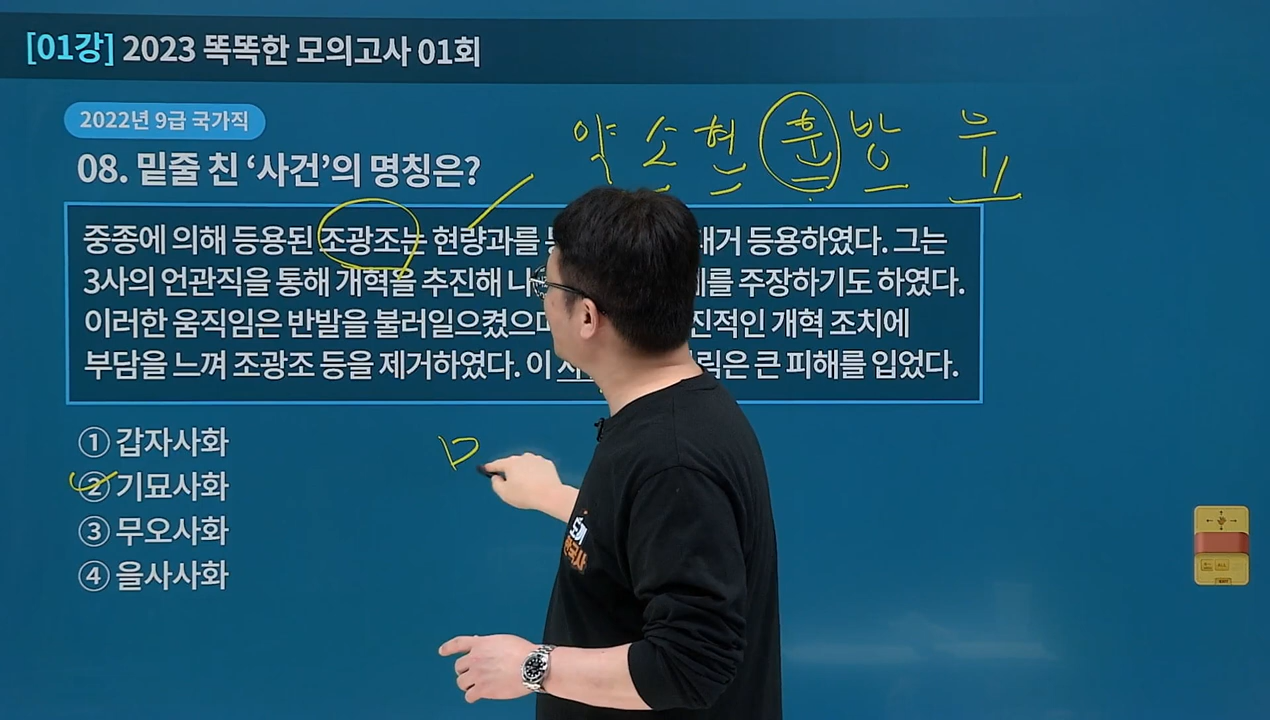 [01강] 2023 똑똑한 모의고사 01회
2022년 9급 국가직
약 소 현 훈 방 유
08. 밑줄 친 ‘사건’의 명칭은?
중종에 의해 등용된 조광조는 현량과를 대거 등용하였다. 그는
3사의 언관직을 통해 개혁을 추진해 나 를 주장하기도 하였다.
이러한 움직임은 반발을 불러일으켰으며 진적인 개혁 조치에
부담을 느껴 조광조 등을 제거하였다. 이 은 큰 피해를 입었다.
① 갑자사화
② 기묘사화
③ 무오사화
④ 을사사화